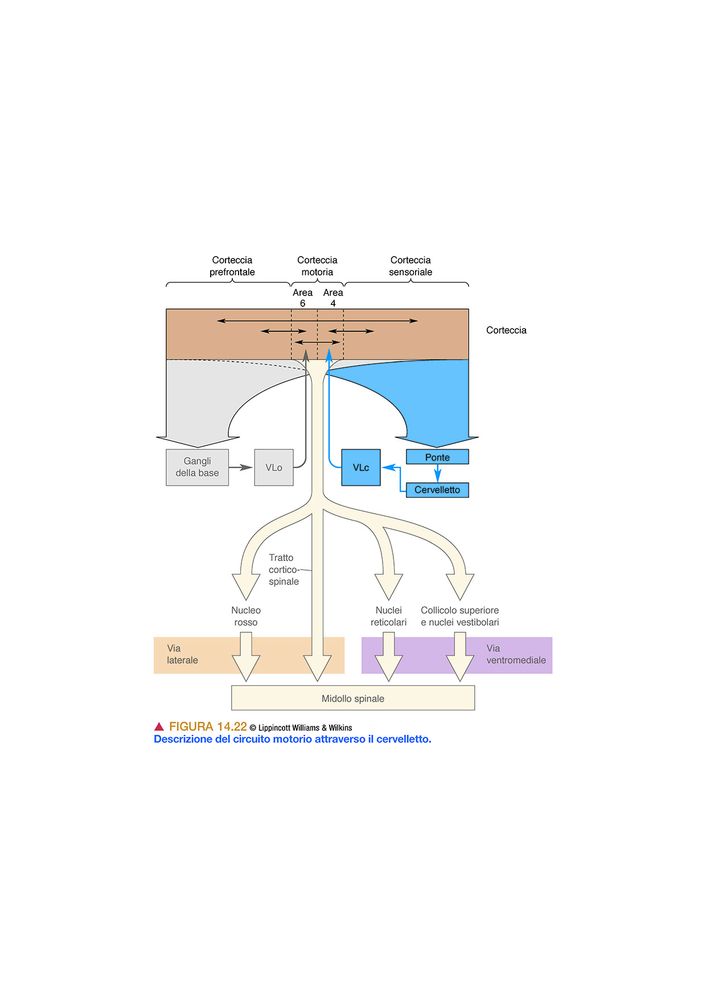 Corteccia
prefrontale
Corteccia
motoria
Corteccia
sensoriale
Area
6
Area
4
Corteccia
Gangli
della base
VLo
VLc
Ponte
Cervelletto
Tratto
cortico-
spinale
Nucleo
rosso
Nuclei
reticolari
Collicolo superiore
e nuclei vestibolari
Via
laterale
Via
ventromediale
Midollo spinale
▲ FIGURA 14.22 © Lippincott Williams & Wilkins
Descrizione del circuito motorio attraverso il cervelletto.